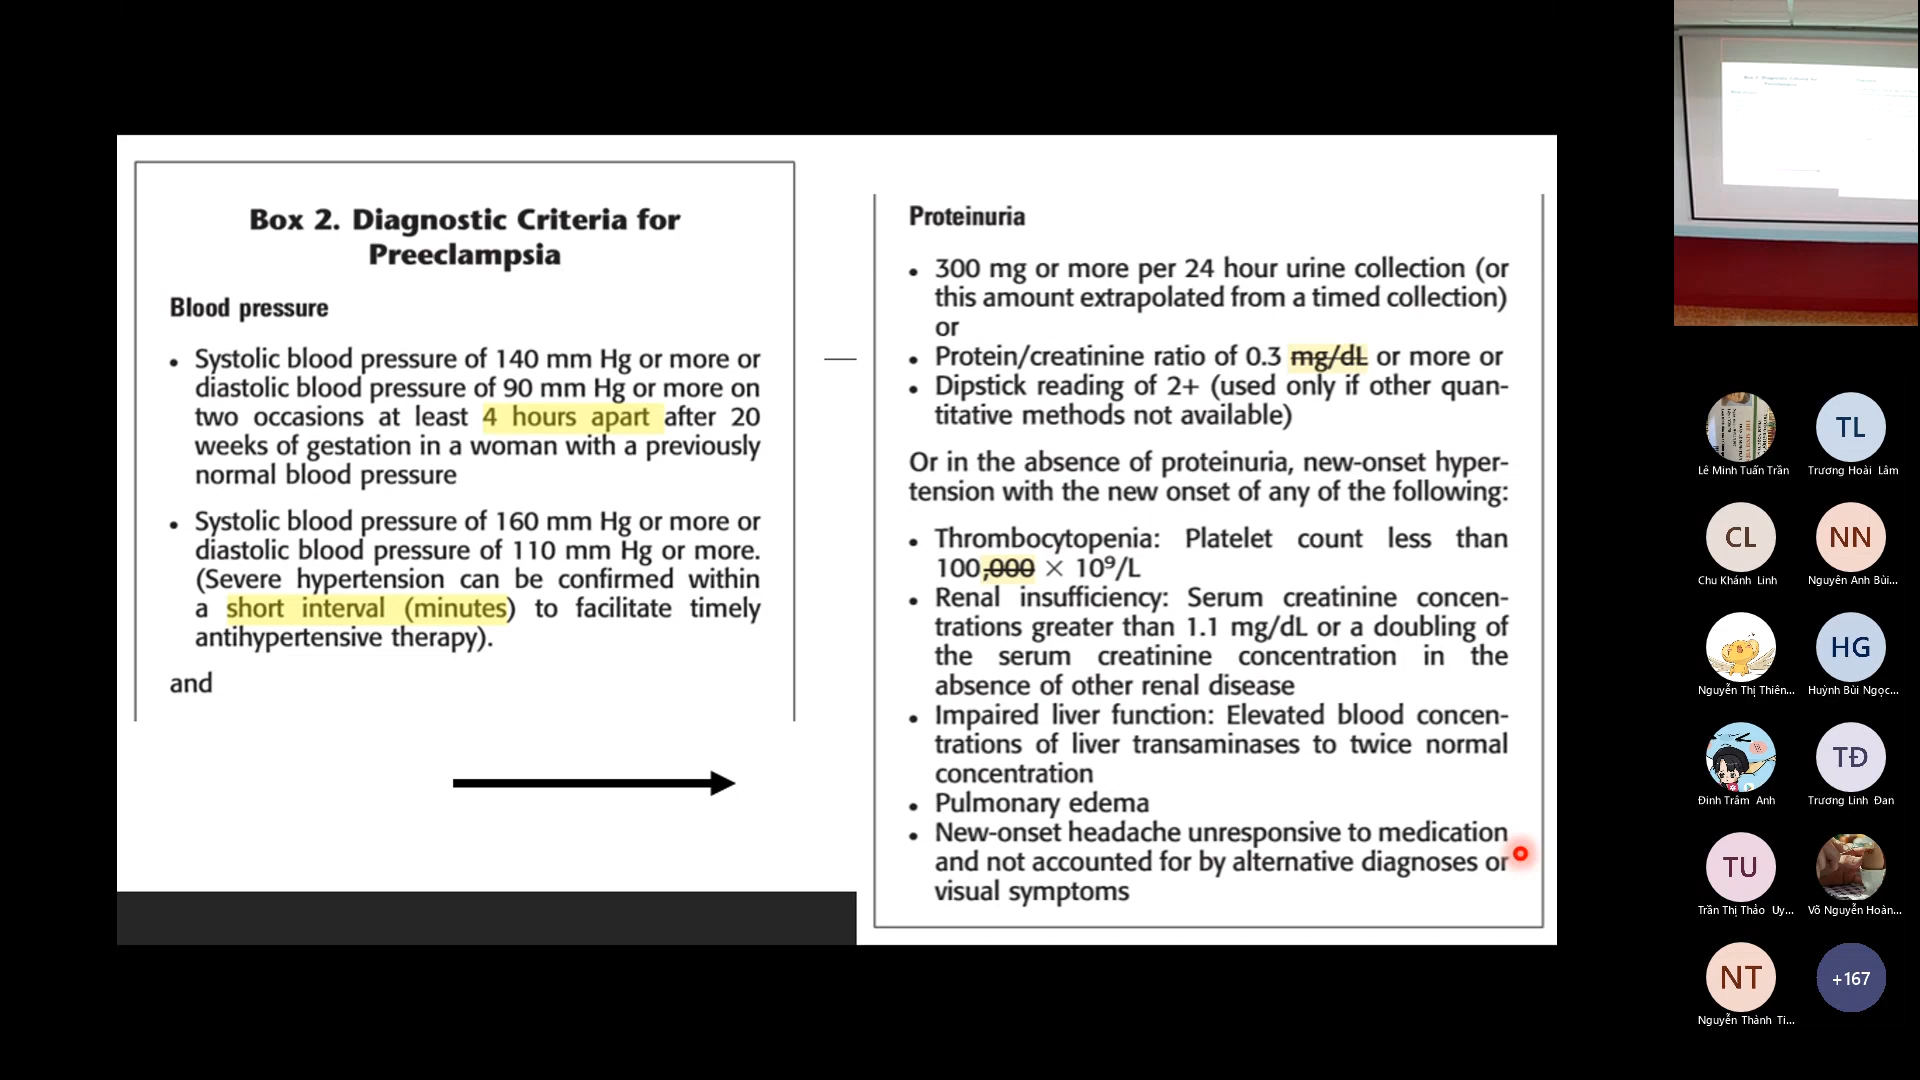 Box 2. Diagnostic Criteria for
Preeclampsia
Blood pressure
• Systolic blood pressure of 140 mm Hg or more or
diastolic blood pressure of 90 mm Hg or more on
two occasions at least 4 hours apart after 20
weeks of gestation in a woman with a previously
normal blood pressure
• Systolic blood pressure of 160 mm Hg or more or
diastolic blood pressure of 110 mm Hg or more.
(Severe hypertension can be confirmed within
a short interval (minutes) to facilitate timely
antihypertensive therapy).
and
Proteinuria
• 300 mg or more per 24 hour urine collection (or
this amount extrapolated from a timed collection)
or
• Protein/creatinine ratio of 0.3 mg/dL or more or
• Dipstick reading of 2+ (used only if other quan-
titative methods not available)
Or in the absence of proteinuria, new-onset hyper-
tension with the new onset of any of the following:
• Thrombocytopenia: Platelet count less than
100,000 × 10⁹/L
• Renal insufficiency: Serum creatinine concen-
trations greater than 1.1 mg/dL or a doubling of
the serum creatinine concentration in the
absence of other renal disease
• Impaired liver function: Elevated blood concen-
trations of liver transaminases to twice normal
concentration
• Pulmonary edema
• New-onset headache unresponsive to medication
and not accounted for by alternative diagnoses or
visual symptoms
Lê Minh Tuấn Trần
TL
Trương Hoài Lâm
CL
Chu Khánh Linh
NN
Nguyên Anh Bùi...
Nguyễn Thị Thiên...
HG
Huỳnh Bùi Ngọc...
Đinh Trâm Anh
TĐ
Trương Linh Đan
TU
Trần Thị Thảo Uy...
Võ Nguyễn Hoàn...
NT
Nguyễn Thành Ti...
+167